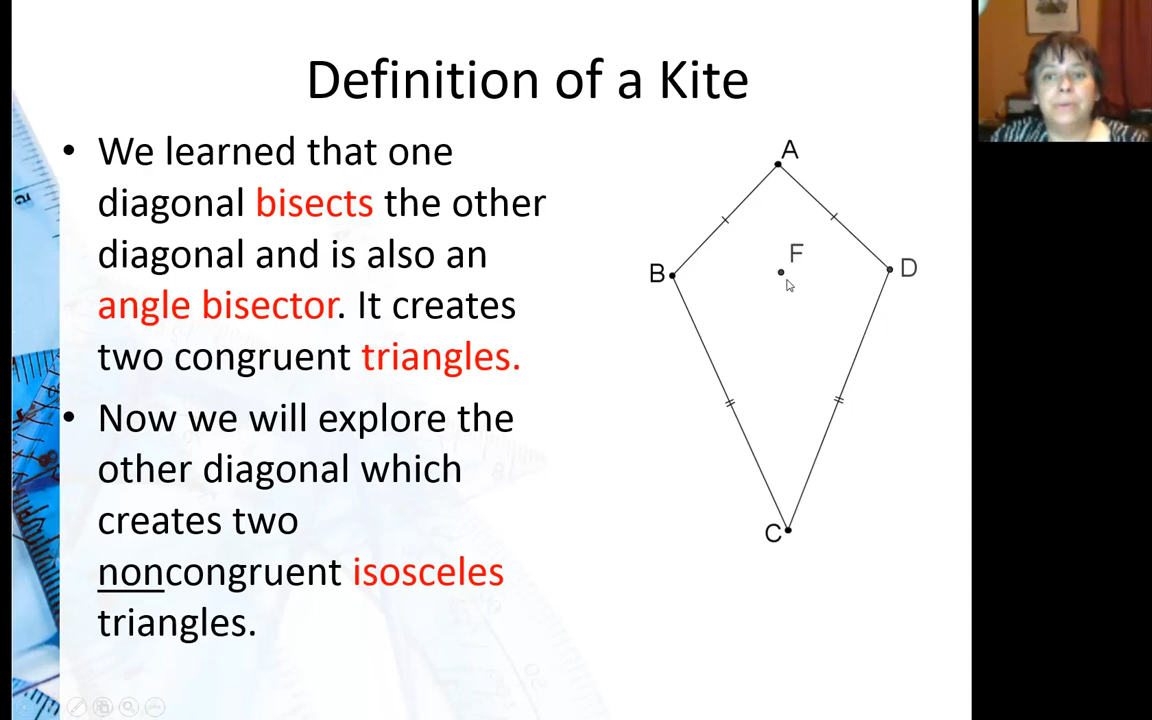 Definition of a Kite
• We learned that one
diagonal bisects the other
diagonal and is also an
angle bisector. It creates
two congruent triangles.
• Now we will explore the
other diagonal which
creates two
noncongruent isosceles
triangles.
A
F
B
D
C